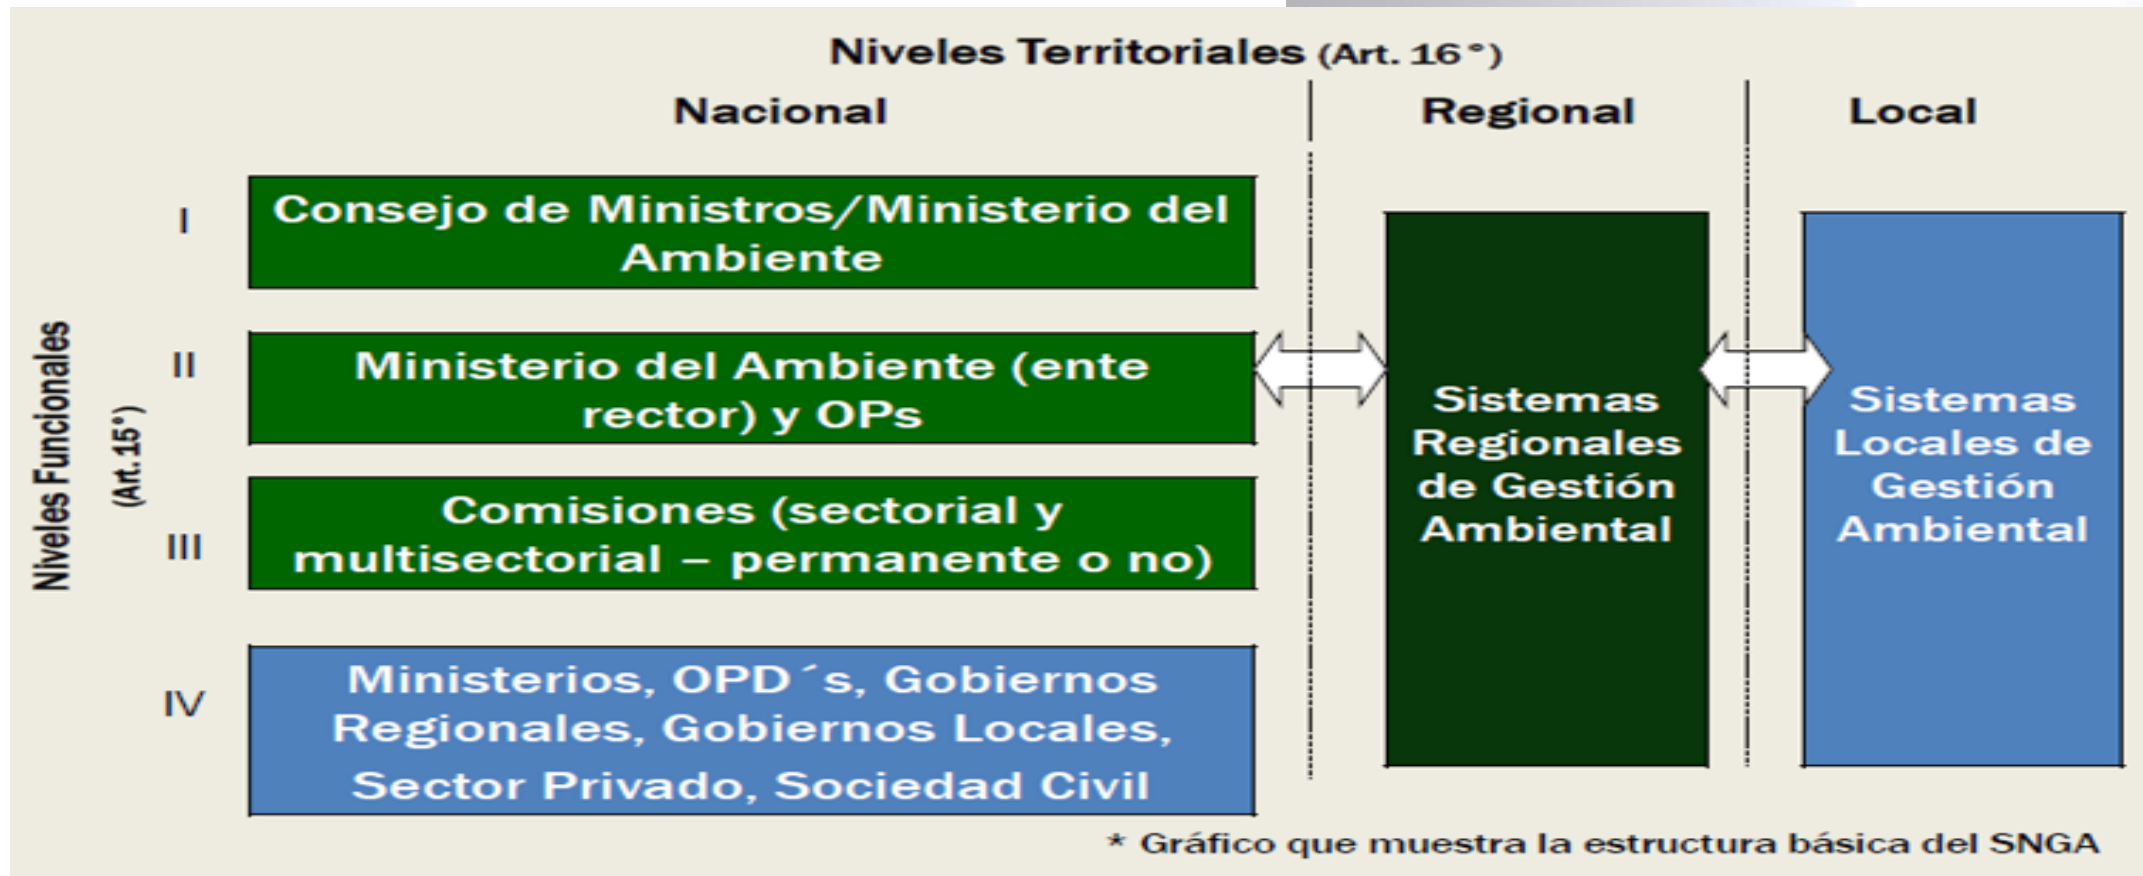 Niveles Territoriales (Art. 16°)
Nacional
Regional
Local
Niveles Funcionales
(Art. 15°)
I
Consejo de Ministros/Ministerio del
Ambiente
II
Ministerio del Ambiente (ente
rector) y OPs
III
Comisiones (sectorial y
multisectorial – permanente o no)
IV
Ministerios, OPD´s, Gobiernos
Regionales, Gobiernos Locales,
Sector Privado, Sociedad Civil
Sistemas
Regionales
de Gestión
Ambiental
Sistemas
Locales de
Gestión
Ambiental
* Gráfico que muestra la estructura básica del SNGA